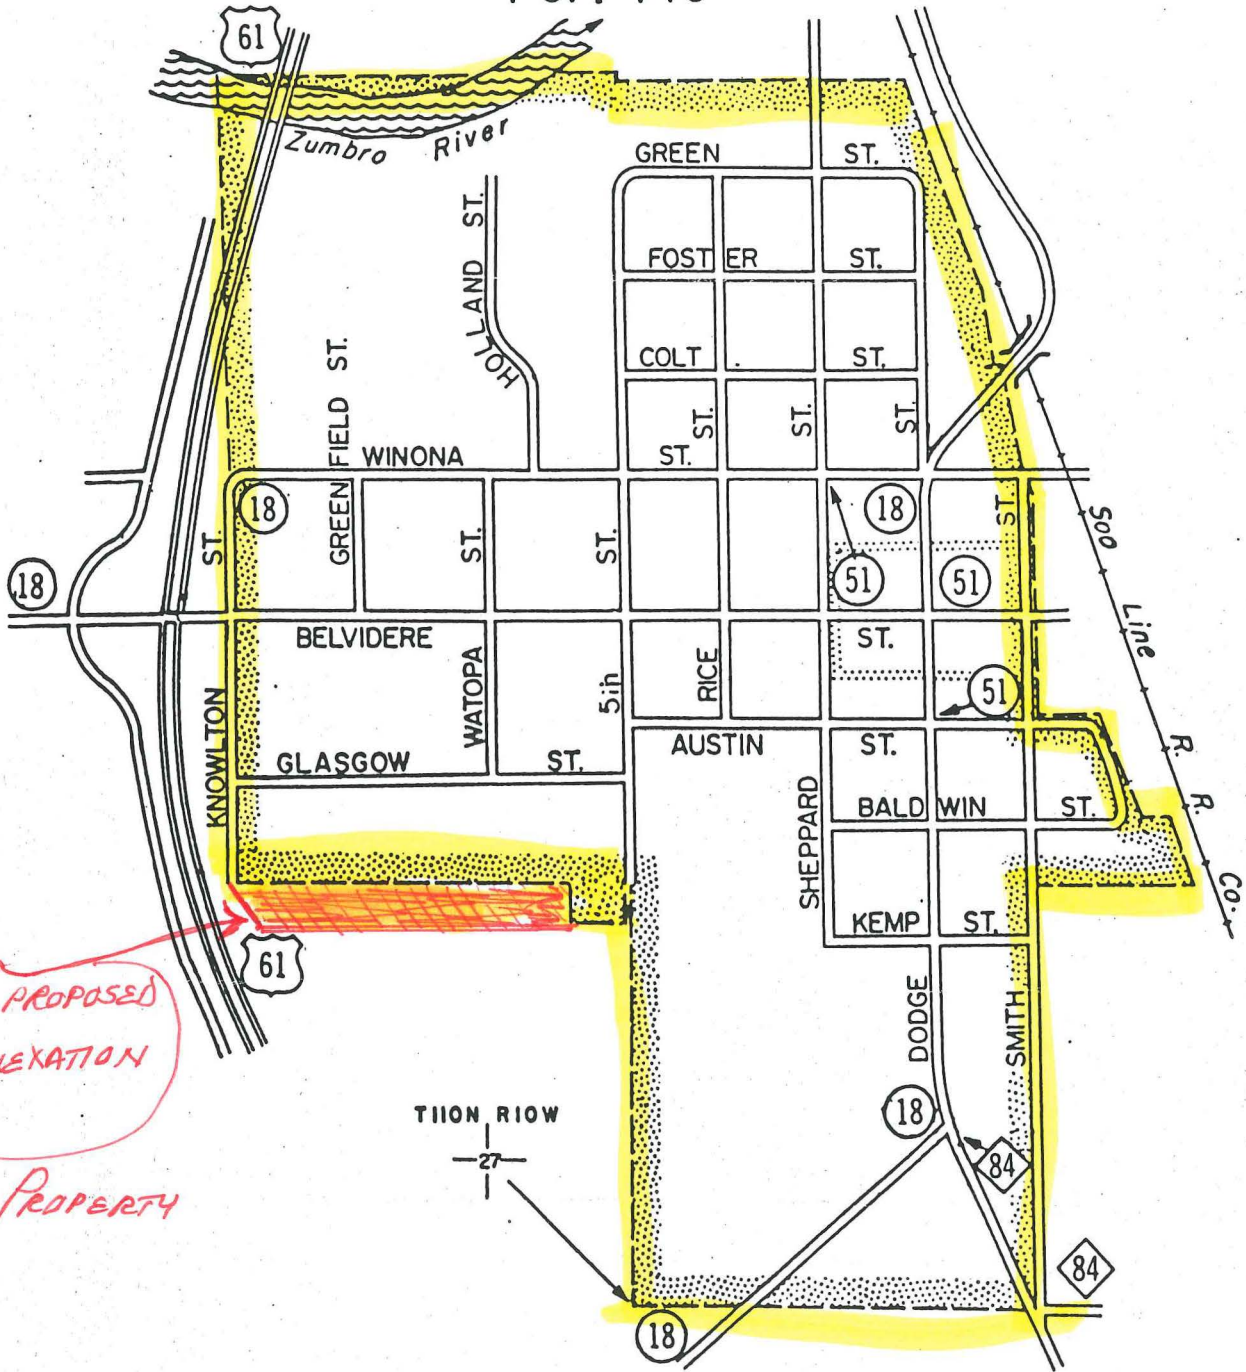 61
Zumbro River
GREEN ST.
HOLLAND ST.
FOSTER ST.
COLT ST.
GREENFIELD ST.
ST.
ST.
ST.
WINONA ST.
18
18
ST.
ST.
ST.
ST.
Soo Line R. R. Co.
18
51
51
BELVIDERE ST.
KNOWLTON
WATOPA
5in
RICE
51
AUSTIN ST.
GLASGOW ST.
SHEPPARD
BALDWIN ST.
KEMP ST.
61
PROPOSED
NEXATION
PROPERTY
DODGE
SMITH
T110N R10W
27
18
84
84
18